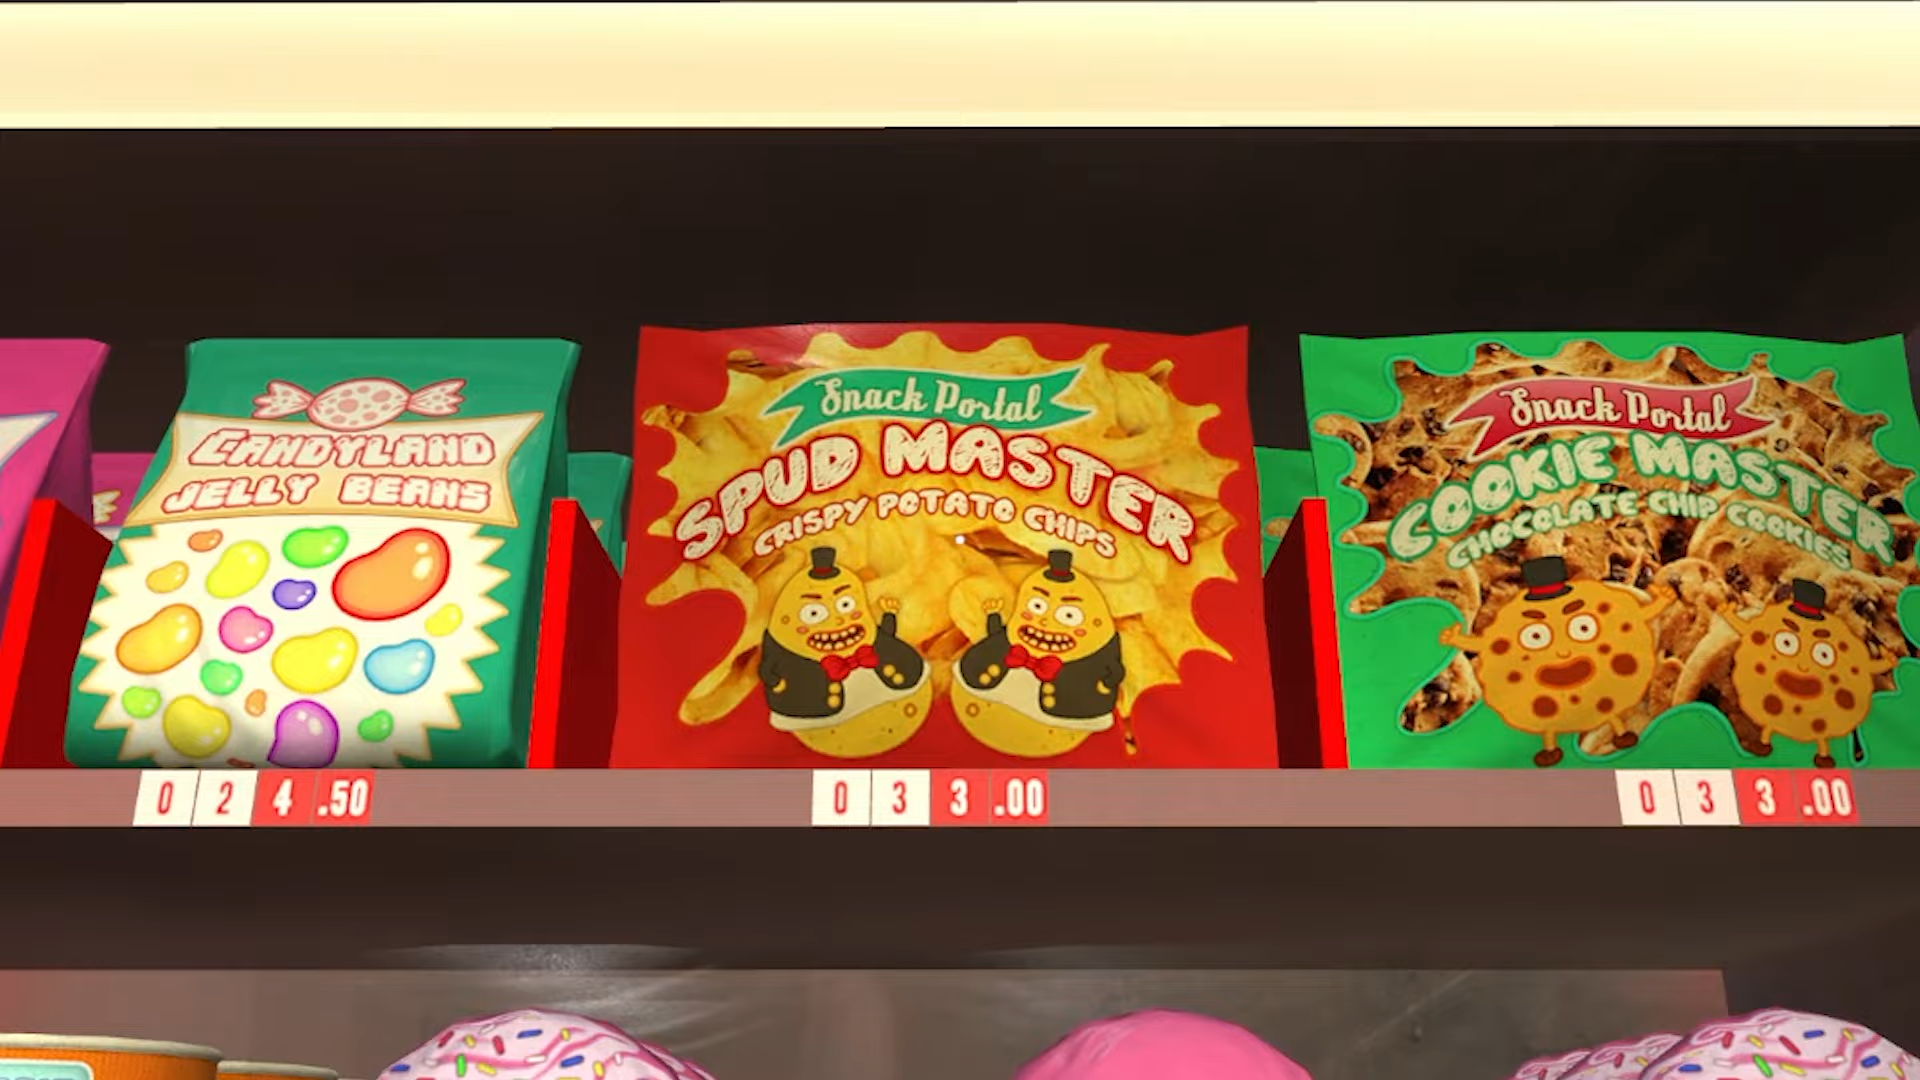 CANDYLAND
JELLY BEANS
Snack Portal
SPUD MASTER
CRISPY POTATO CHIPS
Snack Portal
COOKIE MASTER
CHOCOLATE CHIP COOKIES
0 2 4 .50
0 3 3 .00
0 3 3 .00